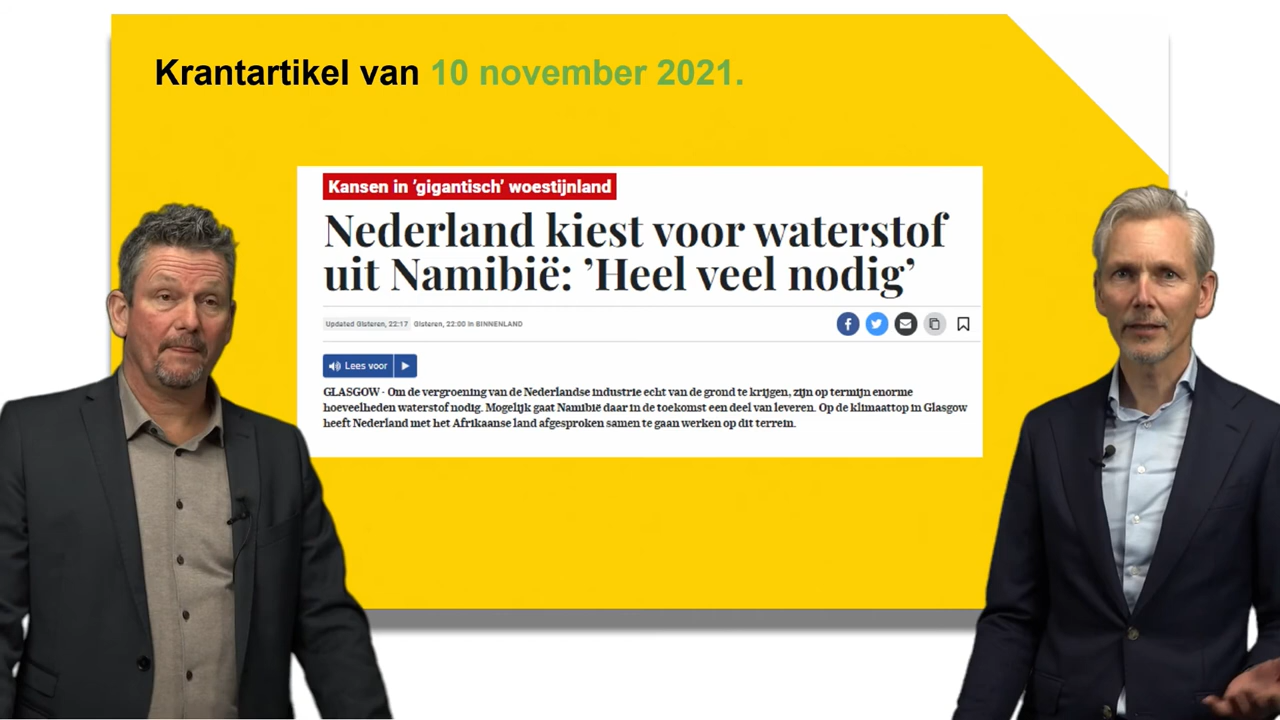 Krantartikel van 10 november 2021.
Kansen in ’gigantisch’ woestijnland
Nederland kiest voor waterstof
uit Namibië: ’Heel veel nodig’
Updated Gisteren, 22:17 Gisteren, 22:00 in BINNENLAND
Lees voor
GLASGOW - Om de vergroening van de Nederlandse industrie echt van de grond te krijgen, zijn op termijn enorme
hoeveelheden waterstof nodig. Mogelijk gaat Namibië daar in de toekomst een deel van leveren. Op de klimaattop in Glasgow
heeft Nederland met het Afrikaanse land afgesproken samen te gaan werken op dit terrein.